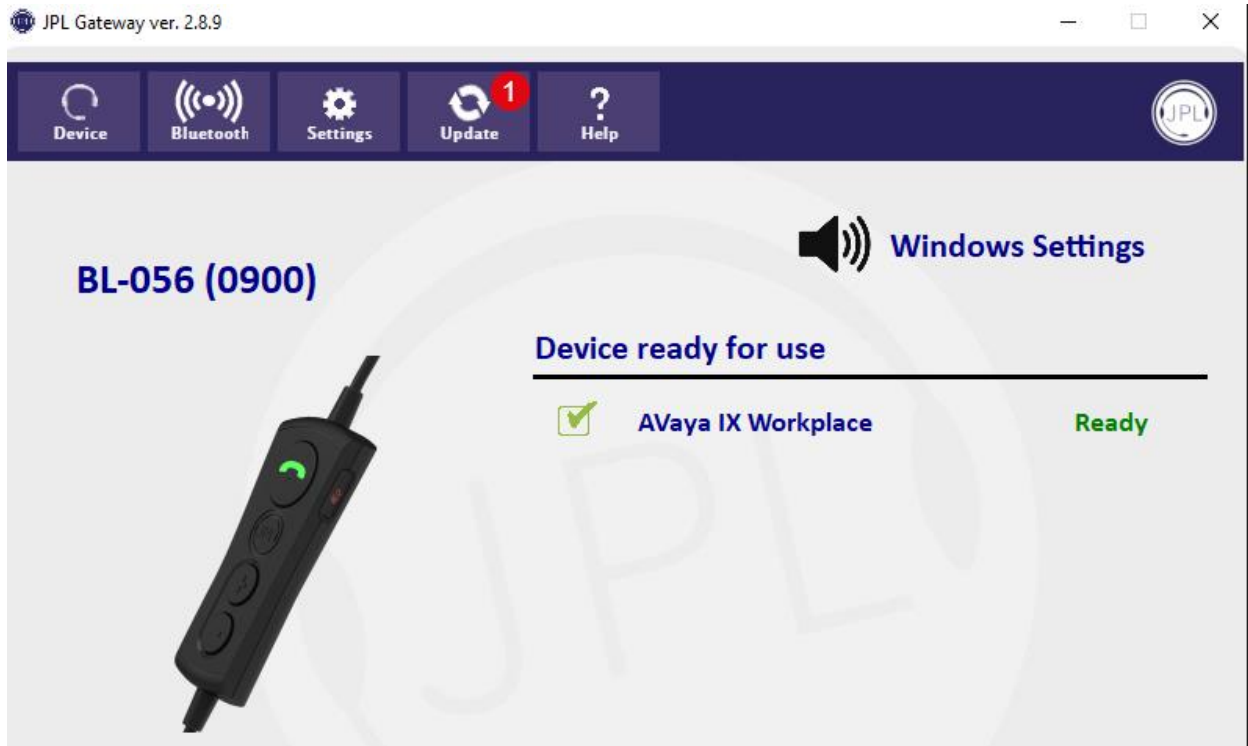 JPL Gateway ver. 2.8.9
Device
Bluetooth
Settings
Update
1
Help
JPL
Windows Settings
BL-056 (0900)
Device ready for use
AVaya IX Workplace Ready
JPL